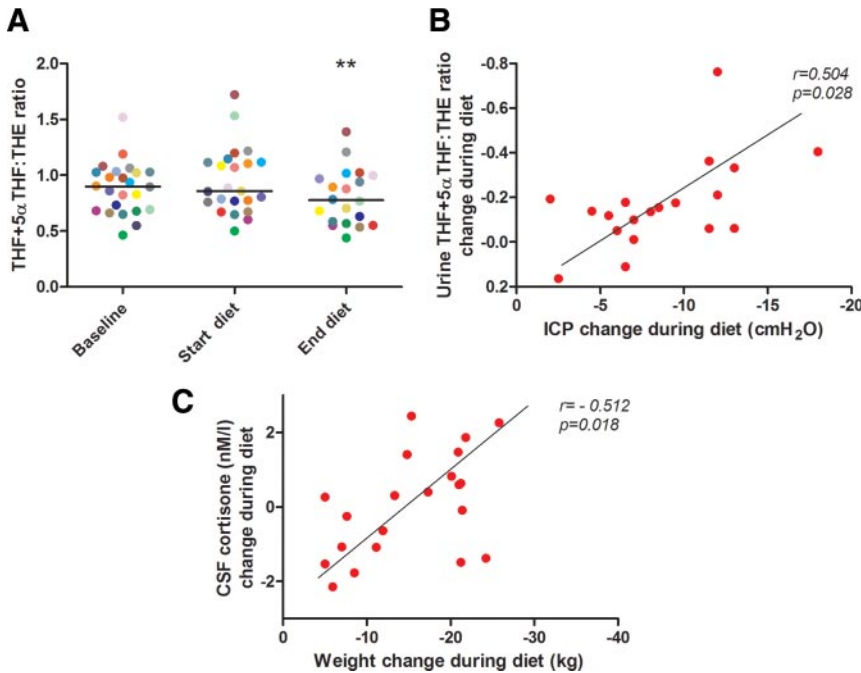 A
THF+5α THF:THE ratio
2.0
1.5
1.0
0.5
0.0
**
Baseline
Start diet
End diet
B
Urine THF+5α THF:THE ratio
change during diet
-0.8
-0.6
-0.4
-0.2
-0.0
0.2
r=0.504
p=0.028
0
-5
-10
-15
-20
ICP change during diet (cmH₂O)
C
CSF cortisone (nM/l)
change during diet
2
0
-2
r= - 0.512
p=0.018
0
-10
-20
-30
-40
Weight change during diet (kg)